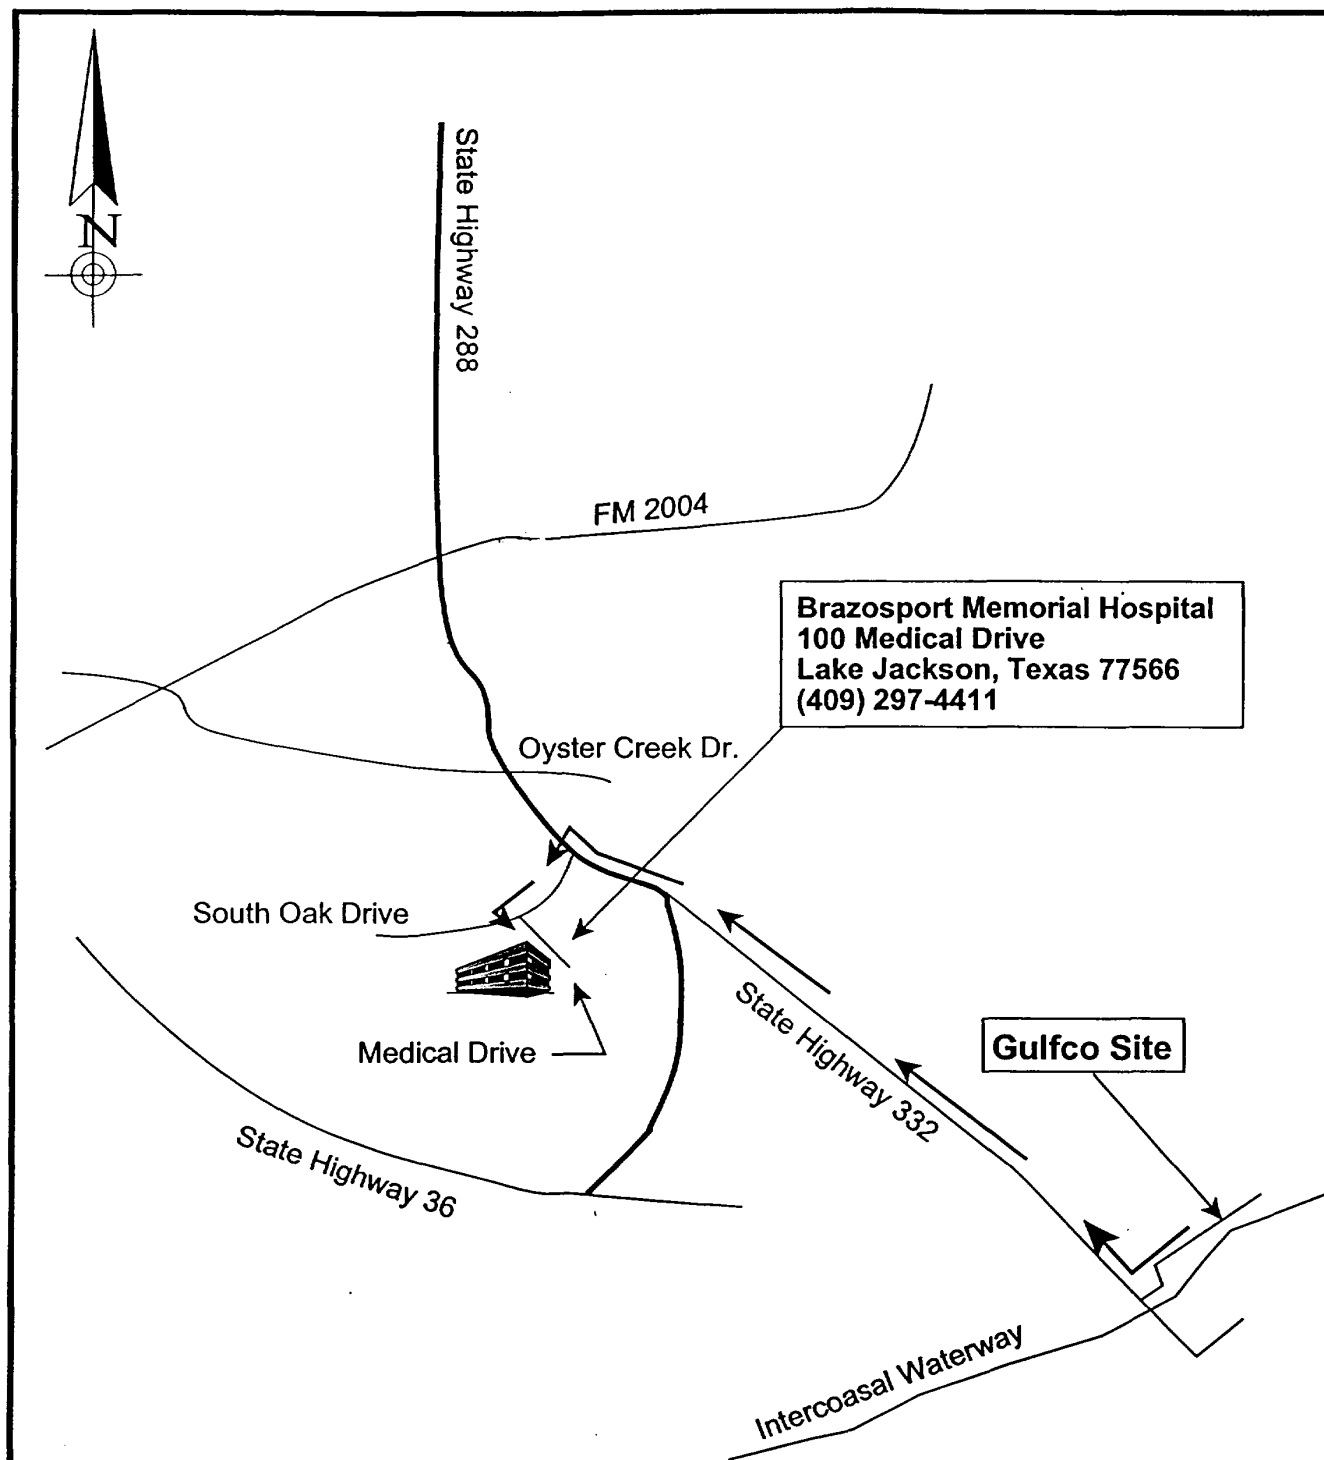 N
State Highway 288
FM 2004
Brazosport Memorial Hospital
100 Medical Drive
Lake Jackson, Texas 77566
(409) 297-4411
Oyster Creek Dr.
South Oak Drive
State Highway 332
Gulfco Site
Medical Drive
State Highway 36
Intercoasal Waterway